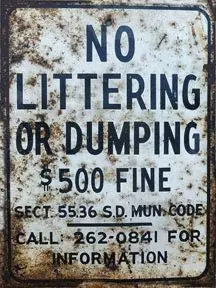 NO
LITTERING
OR DUMPING
$500 FINE
SECT. 55.36 S.D. MUN. CODE
CALL: 262-0841 FOR
INFORMATION